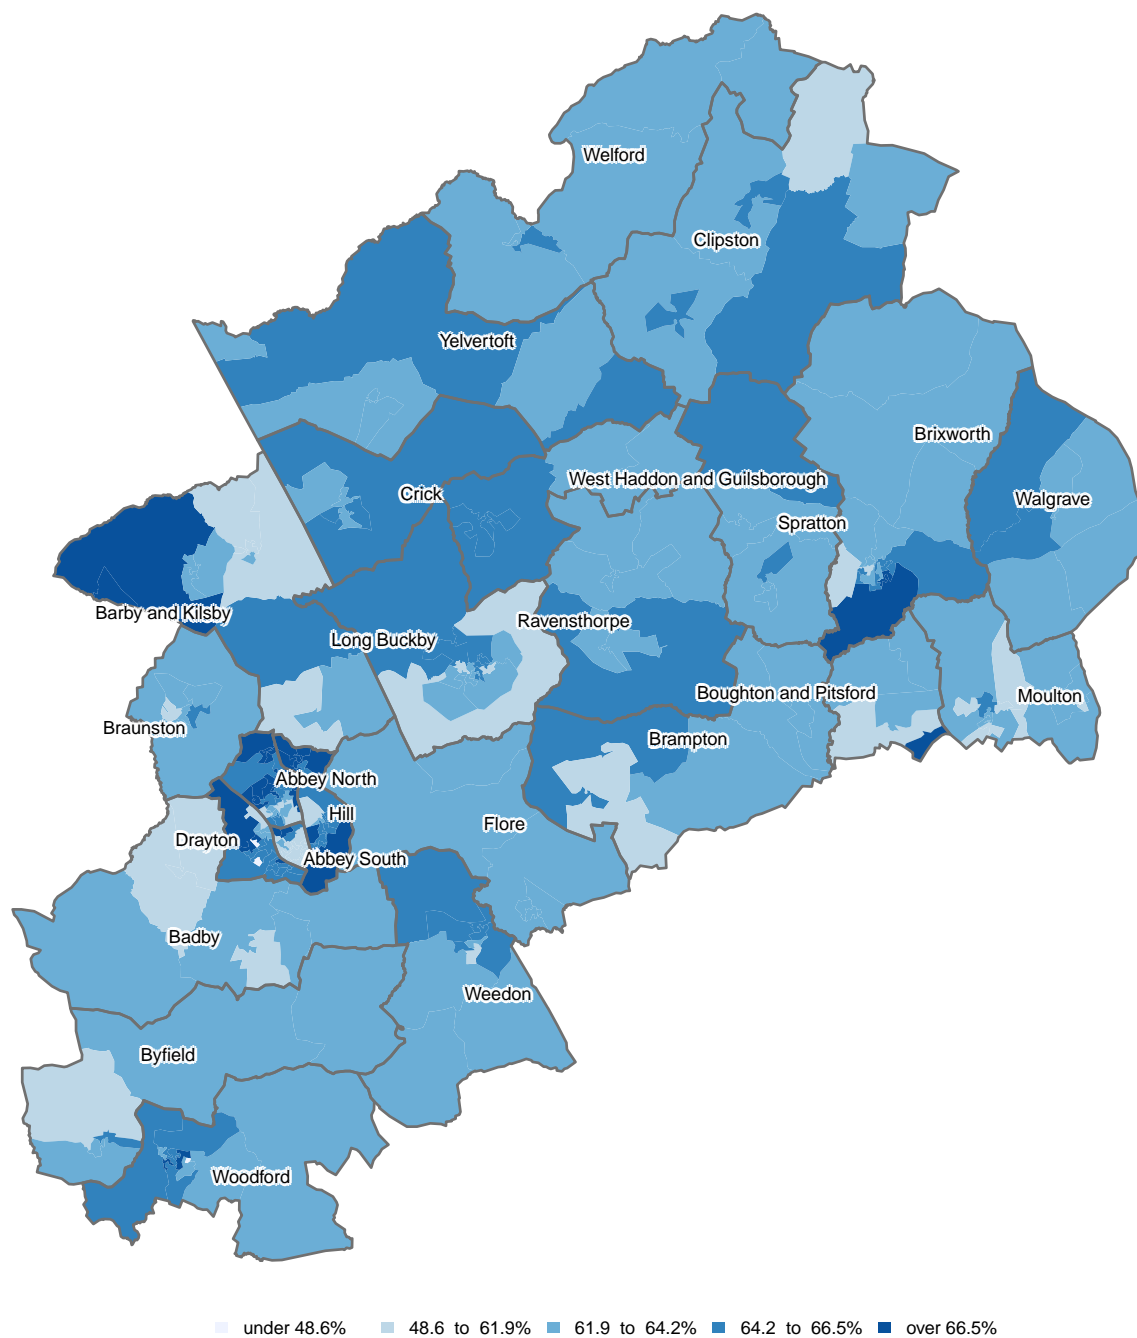 Welford
Clipston
Yelvertoft
Brixworth
West Haddon and Guilsborough
Crick
Walgrave
Spratton
Barby and Kilsby
Ravensthorpe
Long Buckby
Boughton and Pitsford
Moulton
Braunston
Brampton
Abbey North
Hill
Flore
Drayton
Abbey South
Badby
Weedon
Byfield
Woodford
under 48.6% 48.6 to 61.9% 61.9 to 64.2% 64.2 to 66.5% over 66.5%